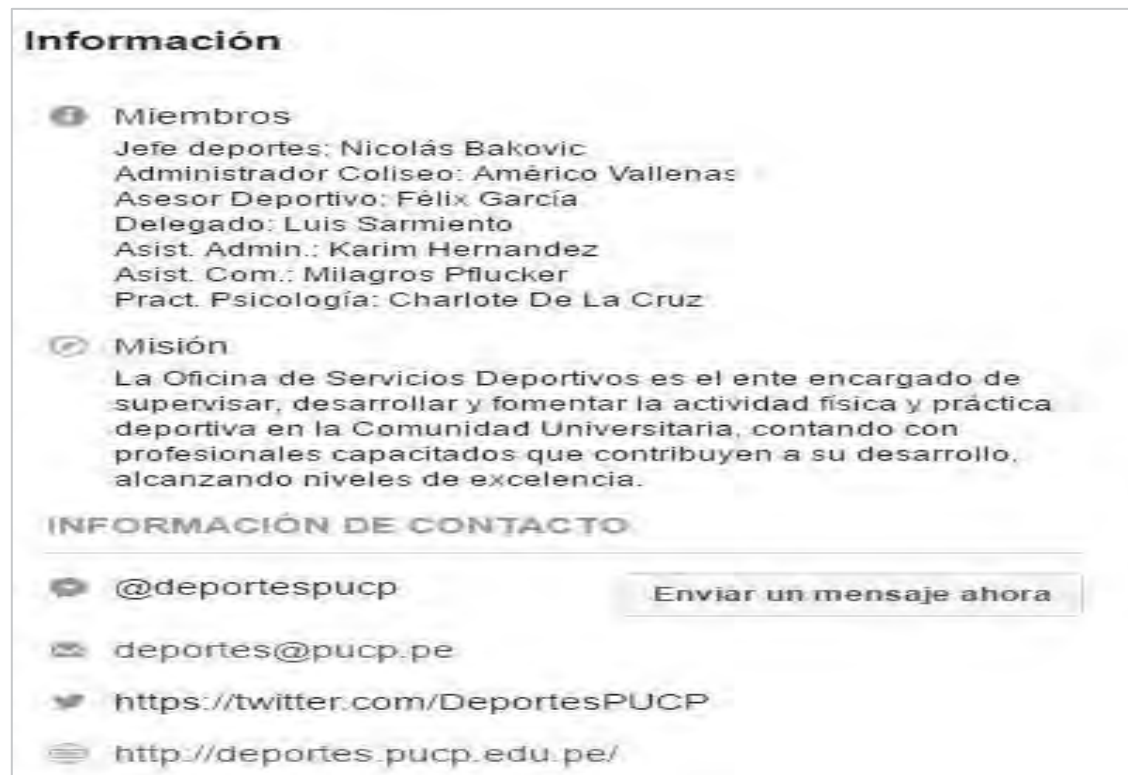 Información
Miembros
Jefe deportes: Nicolás Bakovic
Administrador Coliseo: Américo Vallenas
Asesor Deportivo: Félix García
Delegado: Luis Sarmiento
Asist. Admin.: Karim Hernandez
Asist. Com.: Milagros Pflucker
Pract. Psicología: Charlote De La Cruz
Misión
La Oficina de Servicios Deportivos es el ente encargado de
supervisar, desarrollar y fomentar la actividad física y práctica
deportiva en la Comunidad Universitaria, contando con
profesionales capacitados que contribuyen a su desarrollo,
alcanzando niveles de excelencia.
INFORMACIÓN DE CONTACTO
@deportespucp Enviar un mensaje ahora
deportes@pucp.pe
https://twitter.com/DeportesPUCP
http://deportes.pucp.edu.pe/